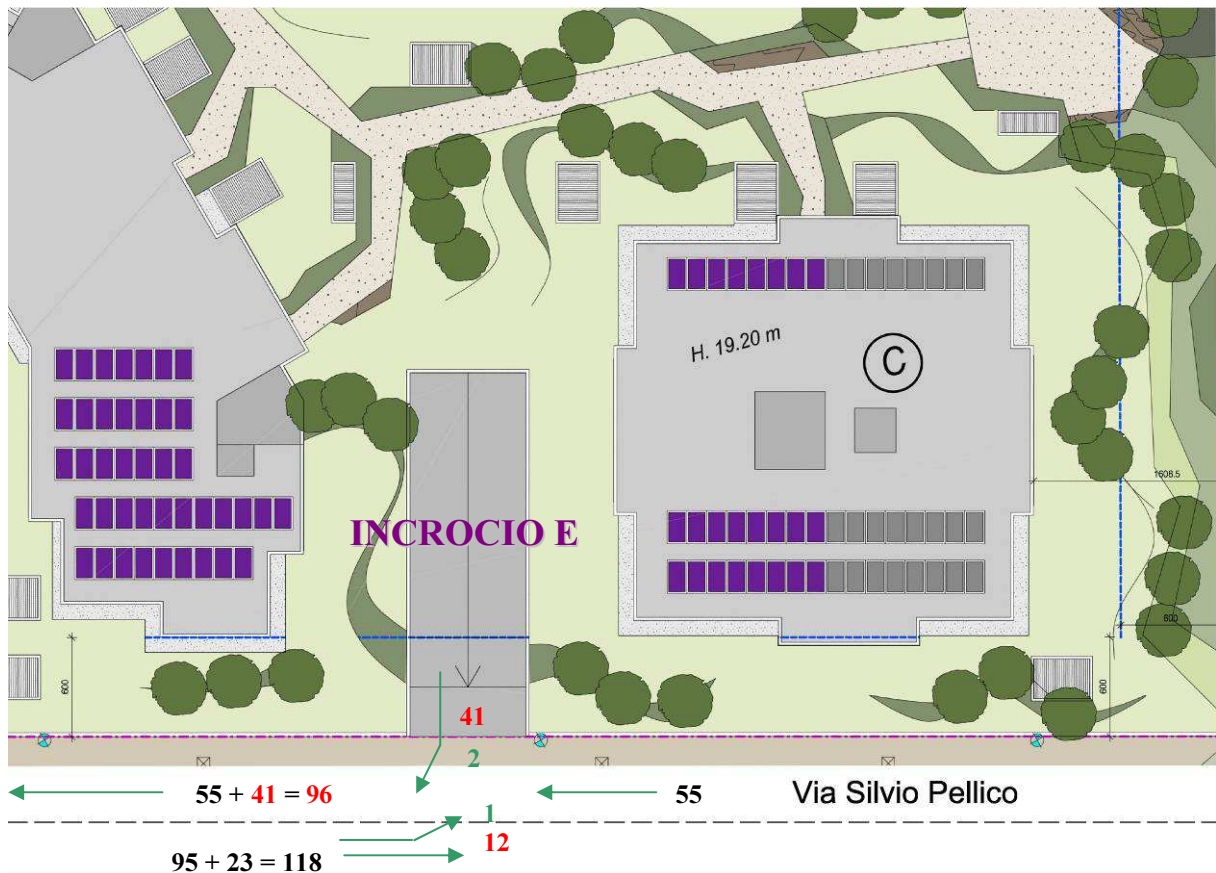 H. 19.20 m
C
1608.5
INCROCIO E
600
600
600
41
2
55 + 41 = 96
55
Via Silvio Pellico
1
12
95 + 23 = 118